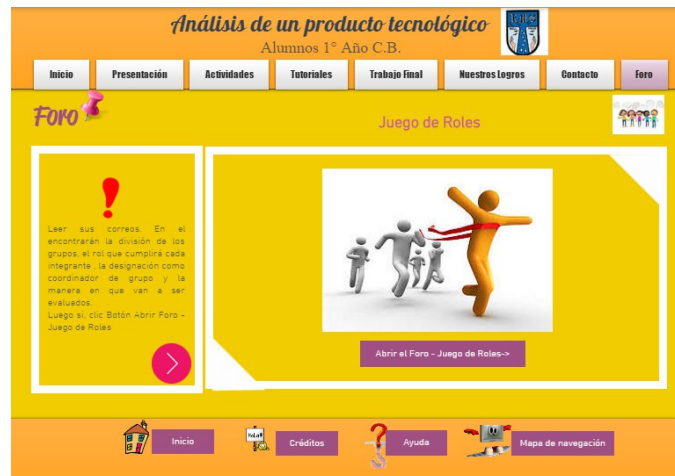 Análisis de un producto tecnológico
Alumnos 1° Año C.B.
Inicio
Presentación
Actividades
Tutoriales
Trabajo Final
Nuestros Logros
Contacto
Foro
Foro
Juego de Roles
Leer sus correos. En el
encontrarán la división de los
grupos, el rol que cumplirá cada
integrante , la designación como
coordinador de grupo y la
manera en que van a ser
evaluados.
Luego si, clic Botón Abrir Foro -
Juego de Roles
Abrir el Foro - Juego de Roles->
Inicio
Hola!!
Créditos
Ayuda
Mapa de navegación